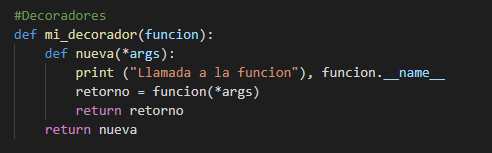 #Decoradores
def mi_decorador(funcion):
    def nueva(*args):
        print ("Llamada a la funcion"), funcion.__name__
        retorno = funcion(*args)
        return retorno
    return nueva